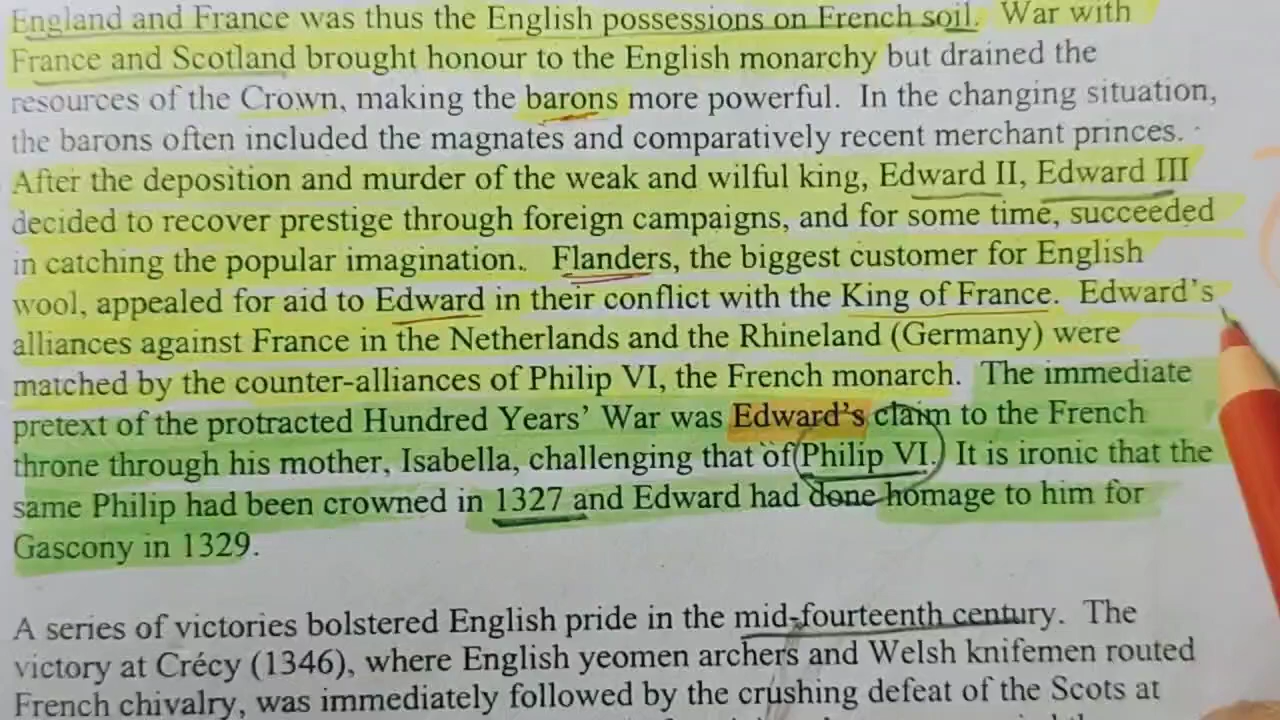 England and France was thus the English possessions on French soil. War with
France and Scotland brought honour to the English monarchy but drained the
resources of the Crown, making the barons more powerful. In the changing situation,
the barons often included the magnates and comparatively recent merchant princes.
After the deposition and murder of the weak and wilful king, Edward II, Edward III
decided to recover prestige through foreign campaigns, and for some time, succeeded
in catching the popular imagination. Flanders, the biggest customer for English
wool, appealed for aid to Edward in their conflict with the King of France. Edward's
alliances against France in the Netherlands and the Rhineland (Germany) were
matched by the counter-alliances of Philip VI, the French monarch. The immediate
pretext of the protracted Hundred Years' War was Edward's claim to the French
throne through his mother, Isabella, challenging that of Philip VI. It is ironic that the
same Philip had been crowned in 1327 and Edward had done homage to him for
Gascony in 1329.
A series of victories bolstered English pride in the mid-fourteenth century. The
victory at Crécy (1346), where English yeomen archers and Welsh knifemen routed
French chivalry, was immediately followed by the crushing defeat of the Scots at